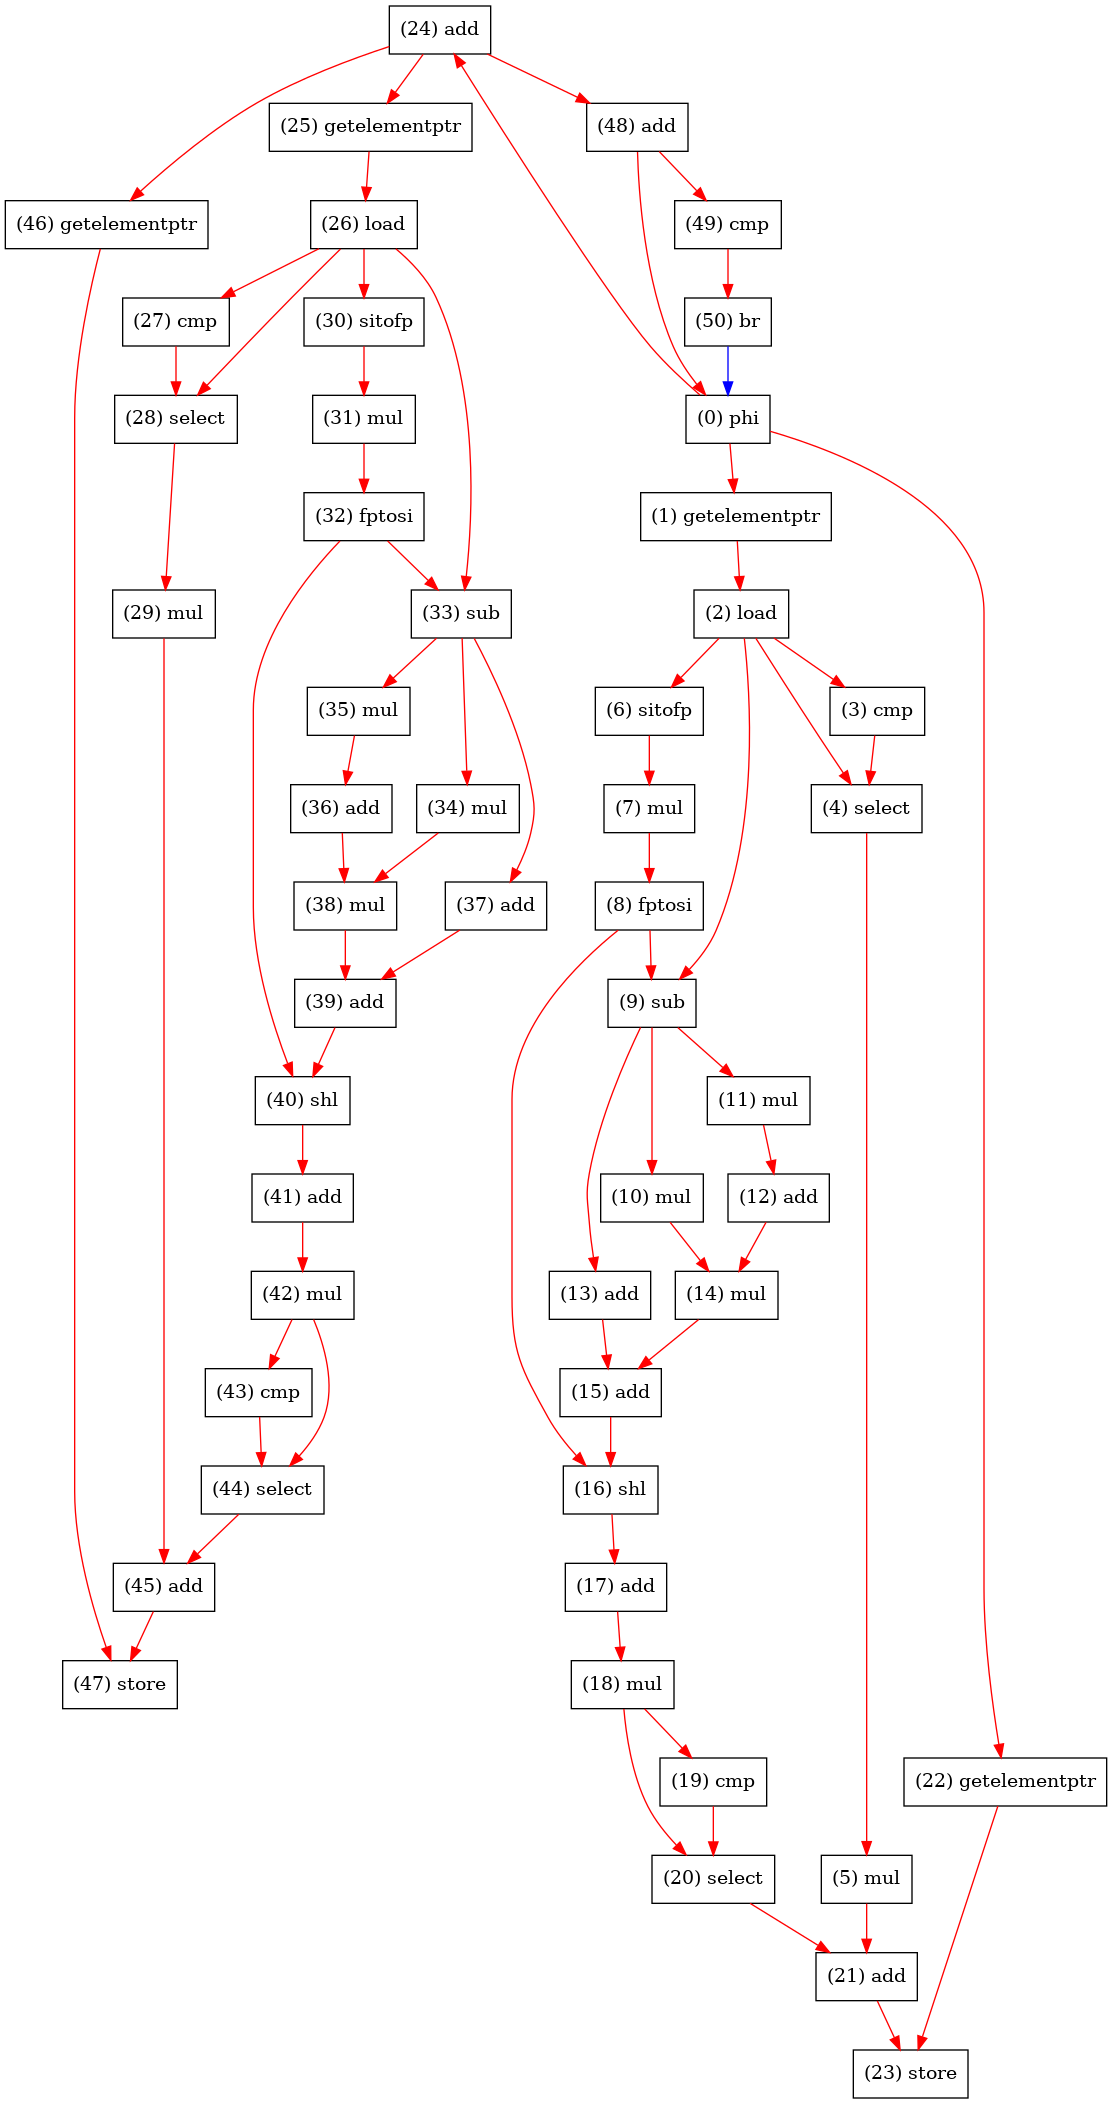 (24) add
(25) getelementptr
(48) add
(46) getelementptr
(26) load
(49) cmp
(27) cmp
(30) sitofp
(50) br
(28) select
(31) mul
(0) phi
(32) fptosi
(1) getelementptr
(29) mul
(33) sub
(2) load
(35) mul
(6) sitofp
(3) cmp
(36) add
(34) mul
(7) mul
(4) select
(38) mul
(37) add
(8) fptosi
(39) add
(9) sub
(40) shl
(11) mul
(41) add
(10) mul
(12) add
(42) mul
(13) add
(14) mul
(43) cmp
(15) add
(44) select
(16) shl
(45) add
(17) add
(47) store
(18) mul
(19) cmp
(22) getelementptr
(20) select
(5) mul
(21) add
(23) store